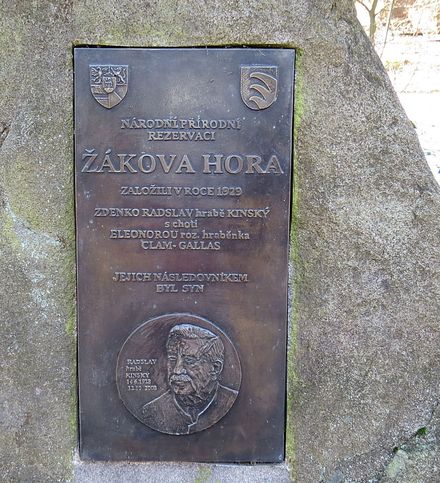 NÁRODNÍ PŘÍRODNÍ
REZERVACI
ŽÁKOVA HORA
ZALOŽILI V ROCE 1929
ZDENKO RADSLAV hrabě KINSKÝ
s chotí
ELEONOROU roz. hraběnka
CLAM-GALLAS
JEJICH NÁSLEDOVNÍKEM
BYL SYN
RADSLAV
hrabě
KINSKÝ